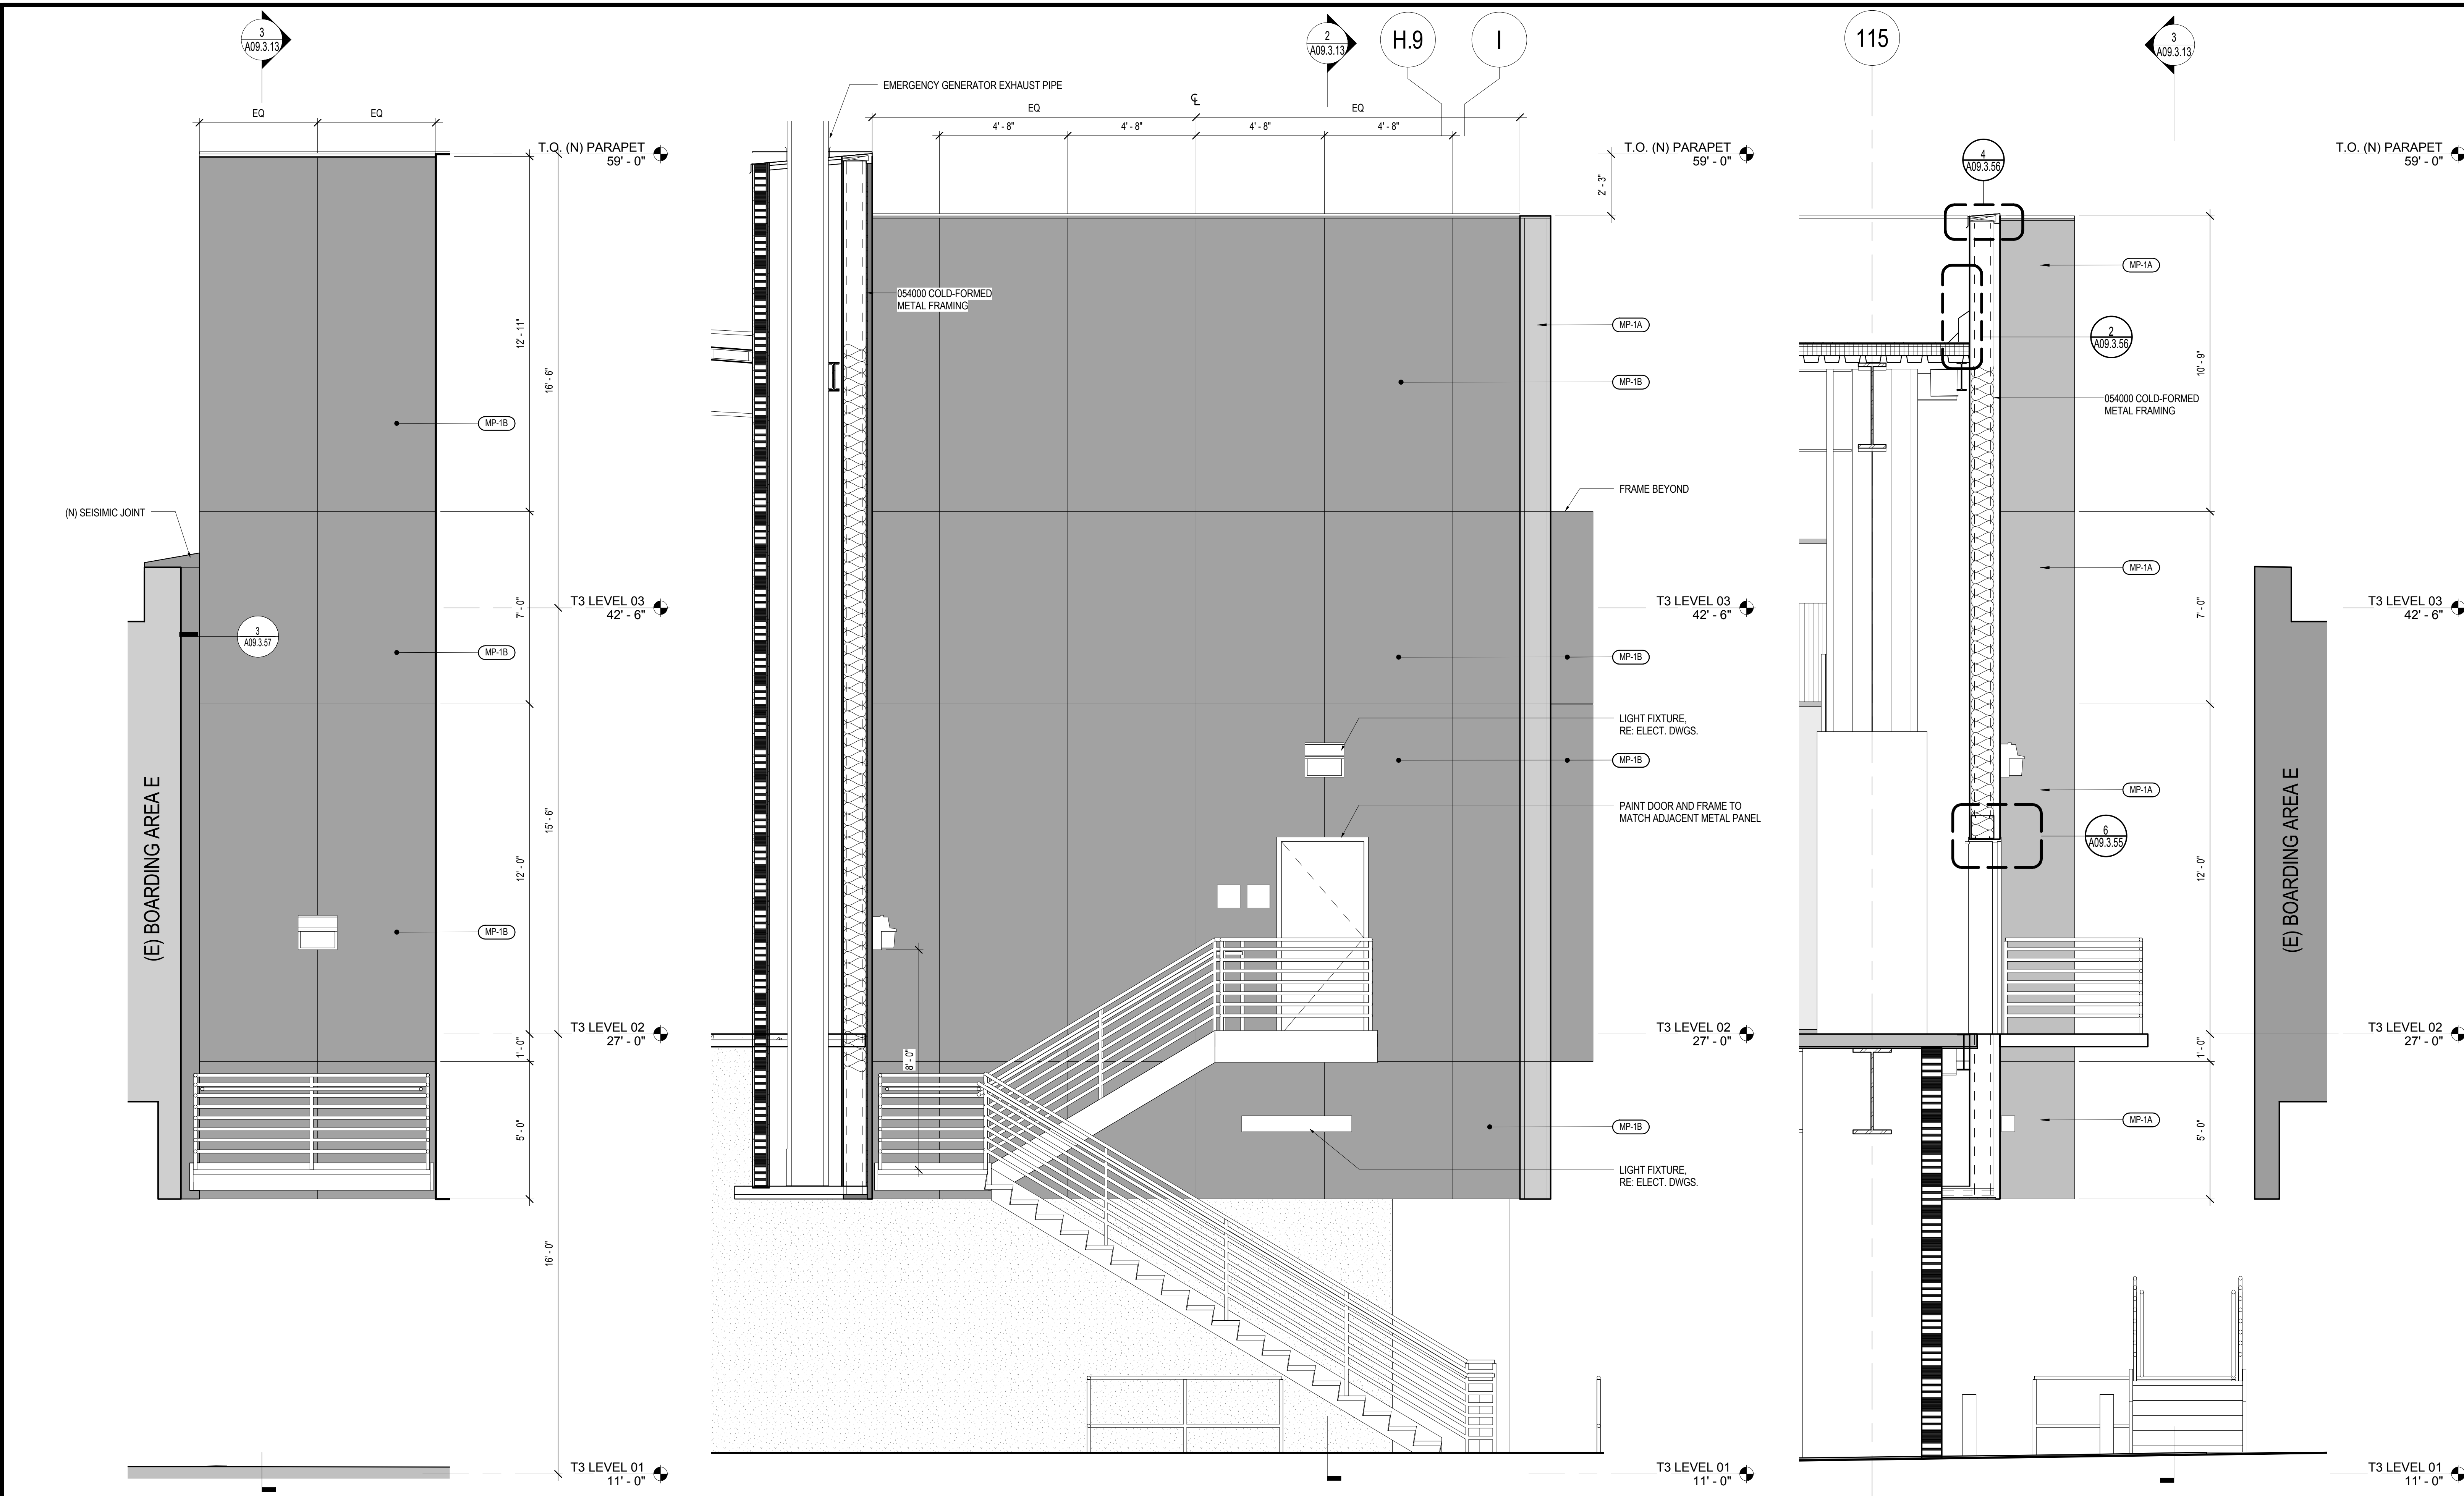 3
A09.3.13
EQ
EQ
T.O. (N) PARAPET
59' - 0"
12' - 11"
16' - 6"
MP-1B
(N) SEISIMIC JOINT
T3 LEVEL 03
42' - 6"
7' - 0"
3
A09.3.57
MP-1B
(E) BOARDING AREA E
15' - 6"
12' - 0"
MP-1B
T3 LEVEL 02
27' - 0"
1' - 0"
5' - 0"
16' - 0"
T3 LEVEL 01
11' - 0"
2
A09.3.13
H.9
I
EMERGENCY GENERATOR EXHAUST PIPE
EQ
CL
EQ
4' - 8"
4' - 8"
4' - 8"
4' - 8"
T.O. (N) PARAPET
59' - 0"
2' - 3"
054000 COLD-FORMED
METAL FRAMING
MP-1A
MP-1B
FRAME BEYOND
T3 LEVEL 03
42' - 6"
MP-1B
LIGHT FIXTURE,
RE: ELECT. DWGS.
MP-1B
PAINT DOOR AND FRAME TO
MATCH ADJACENT METAL PANEL
8' - 0"
T3 LEVEL 02
27' - 0"
MP-1B
LIGHT FIXTURE,
RE: ELECT. DWGS.
T3 LEVEL 01
11' - 0"
115
3
A09.3.13
4
A09.3.56
T.O. (N) PARAPET
59' - 0"
MP-1A
2
A09.3.56
10' - 9"
054000 COLD-FORMED
METAL FRAMING
MP-1A
T3 LEVEL 03
42' - 6"
7' - 0"
MP-1A
6
A09.3.55
12' - 0"
(E) BOARDING AREA E
T3 LEVEL 02
27' - 0"
1' - 0"
MP-1A
5' - 0"
T3 LEVEL 01
11' - 0"